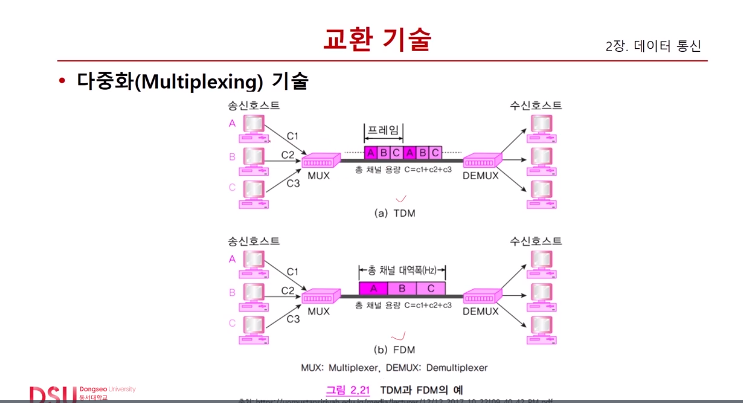 교환 기술
2장. 데이터 통신
• 다중화(Multiplexing) 기술
송신호스트
수신호스트
A
B
C
C1
C2
C3
MUX
프레임
A B C A B C
총 채널 용량 C=c1+c2+c3
DEMUX
(a) TDM
송신호스트
수신호스트
A
B
C
C1
C2
C3
MUX
총 채널 대역폭(Hz)
A B C
총 채널 용량 C=c1+c2+c3
DEMUX
(b) FDM
MUX: Multiplexer, DEMUX: Demultiplexer
그림 2.21 TDM과 FDM의 예
DSU Dongseo University
동서대학교